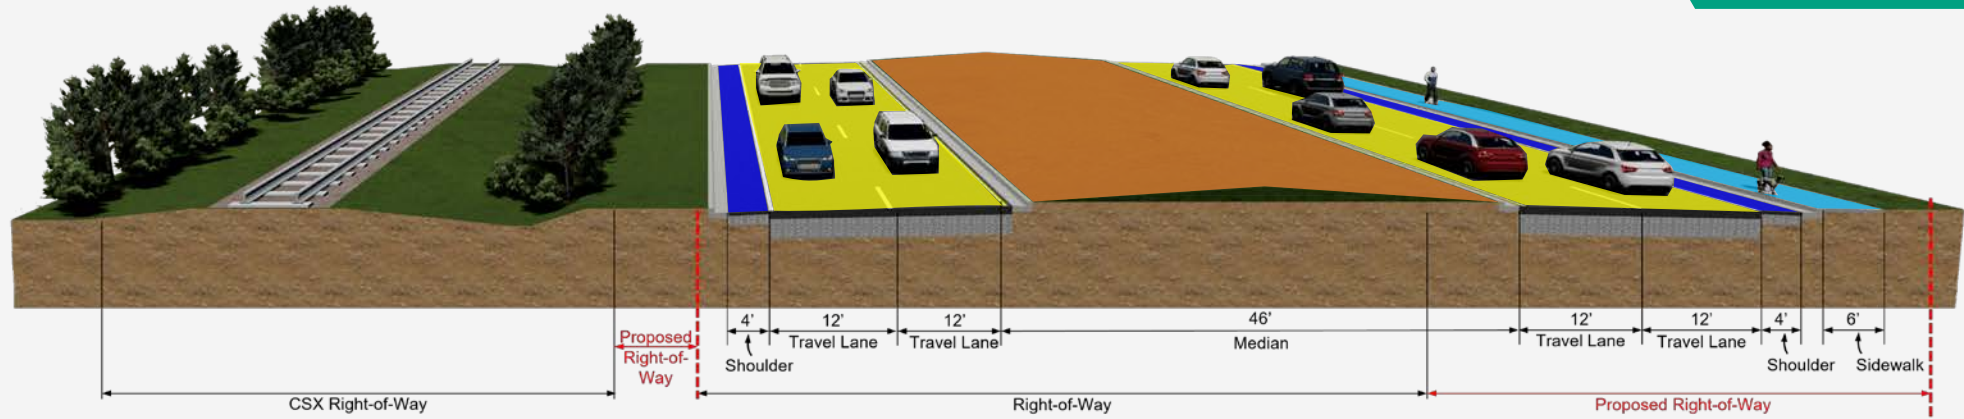 4'
12'
12'
46'
12'
12'
4'
6'
Shoulder
Travel Lane
Travel Lane
Median
Travel Lane
Travel Lane
Shoulder
Sidewalk
Proposed
Right-of-
Way
CSX Right-of-Way
Right-of-Way
Proposed Right-of-Way